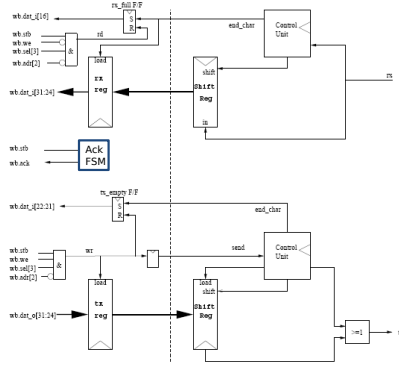 rx_full F/F
wb.dat_i[16]
S
R
end_char
Control
Unit
wb.stb
wb.we
wb.sel[3]
wb.adr[2]
&
rd
load
rx
reg
shift
Shift
Reg
in
rx
wb.dat_i[31:24]
wb.stb
wb.ack
Ack
FSM
tx_empty F/F
wb.dat_i[22:21]
S
R
end_char
wb.stb
wb.we
wb.sel[3]
wb.adr[2]
&
wr
send
Control
Unit
load
tx
reg
load
shift
Shift
Reg
wb.dat_o[31:24]
>=1